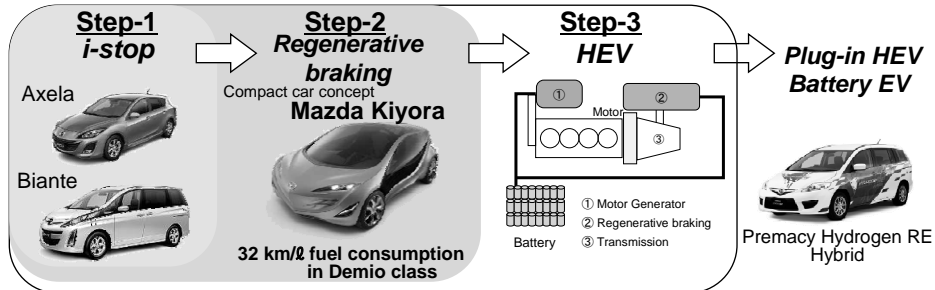 Step-1
i-stop
Axela
Biante
Step-2
Regenerative
braking
Compact car concept
Mazda Kiyora
32 km/ℓ fuel consumption
in Demio class
Step-3
HEV
①
②
Motor
③
Battery
① Motor Generator
② Regenerative braking
③ Transmission
Plug-in HEV
Battery EV
Premacy Hydrogen RE
Hybrid